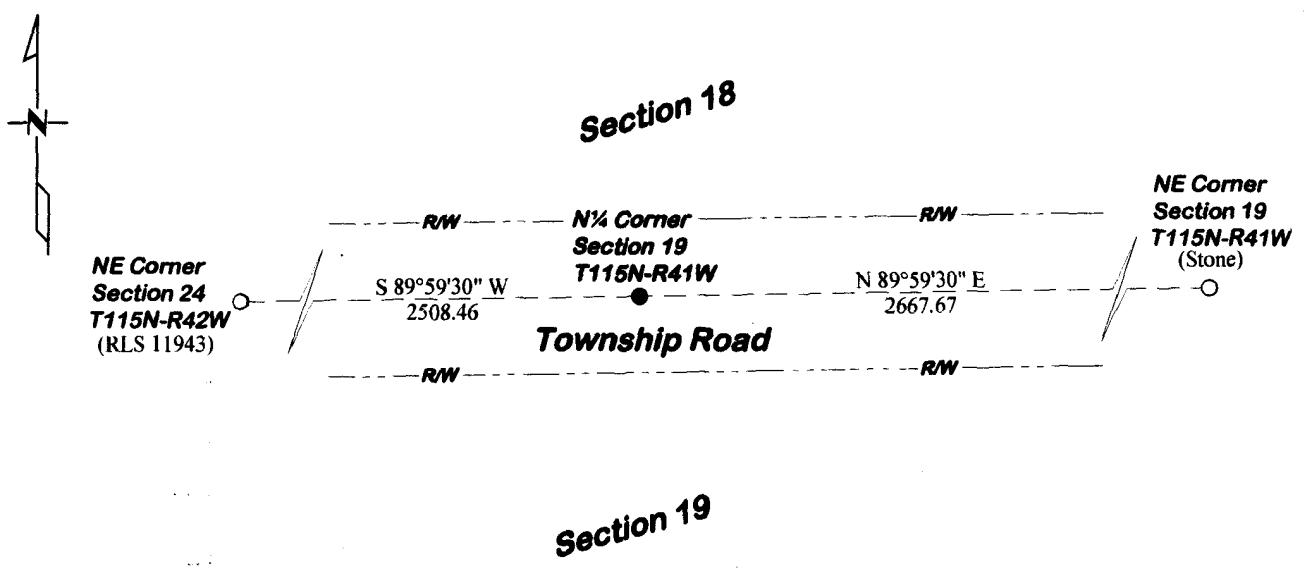 N
Section 18
NE Corner
Section 19
T115N-R41W
(Stone)
R/W
N¼ Corner
R/W
Section 19
T115N-R41W
NE Corner
Section 24
T115N-R42W
(RLS 11943)
S 89°59'30" W
2508.46
N 89°59'30" E
2667.67
Township Road
R/W
R/W
Section 19